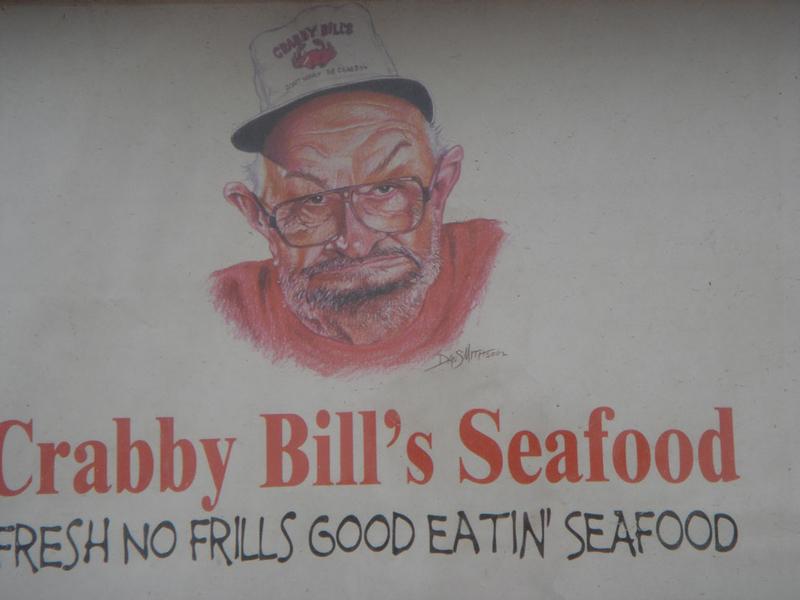 CRABBY BILL'S
Crabby Bill's Seafood
FRESH NO FRILLS GOOD EATIN' SEAFOOD